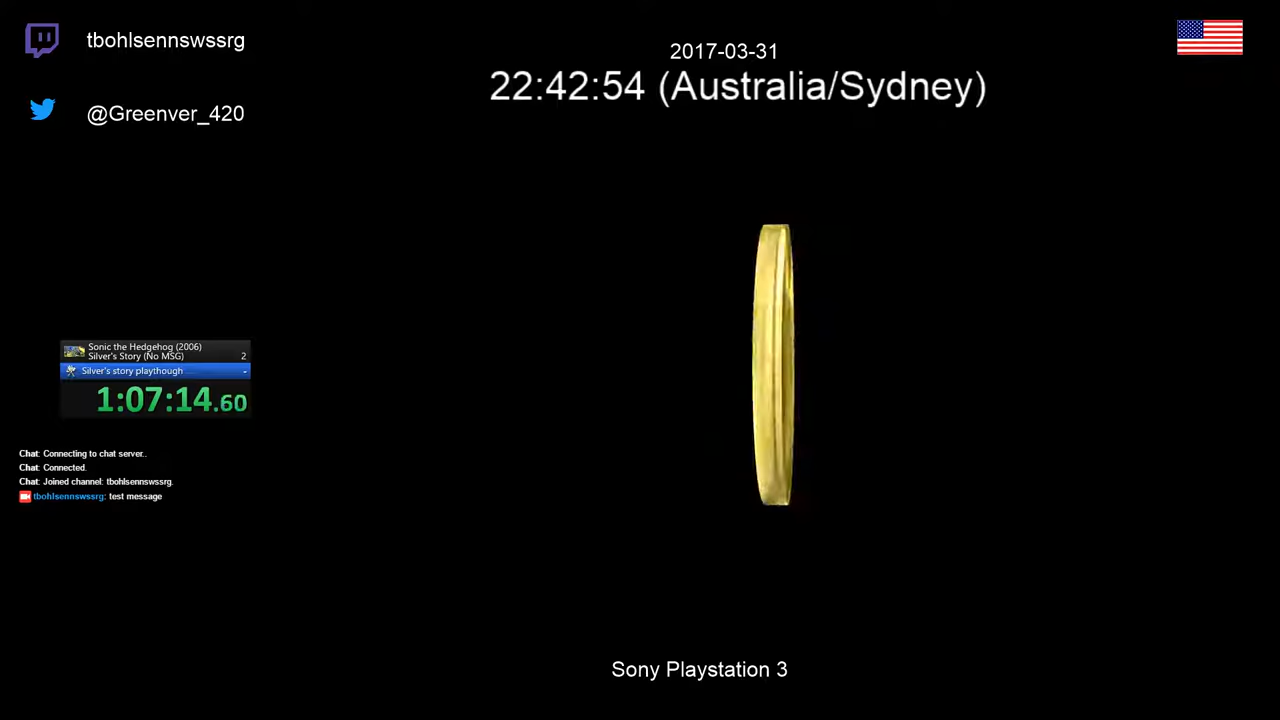 tbohlsennswssrg
@Greenver_420
2017-03-31
22:42:54 (Australia/Sydney)
Sonic the Hedgehog (2006)
Silver's Story (No MSG) 2
Silver's story playthough -
1:07:14.60
Chat: Connecting to chat server..
Chat: Connected.
Chat: Joined channel: tbohlsennswssrg.
tbohlsennswssrg: test message
Sony Playstation 3